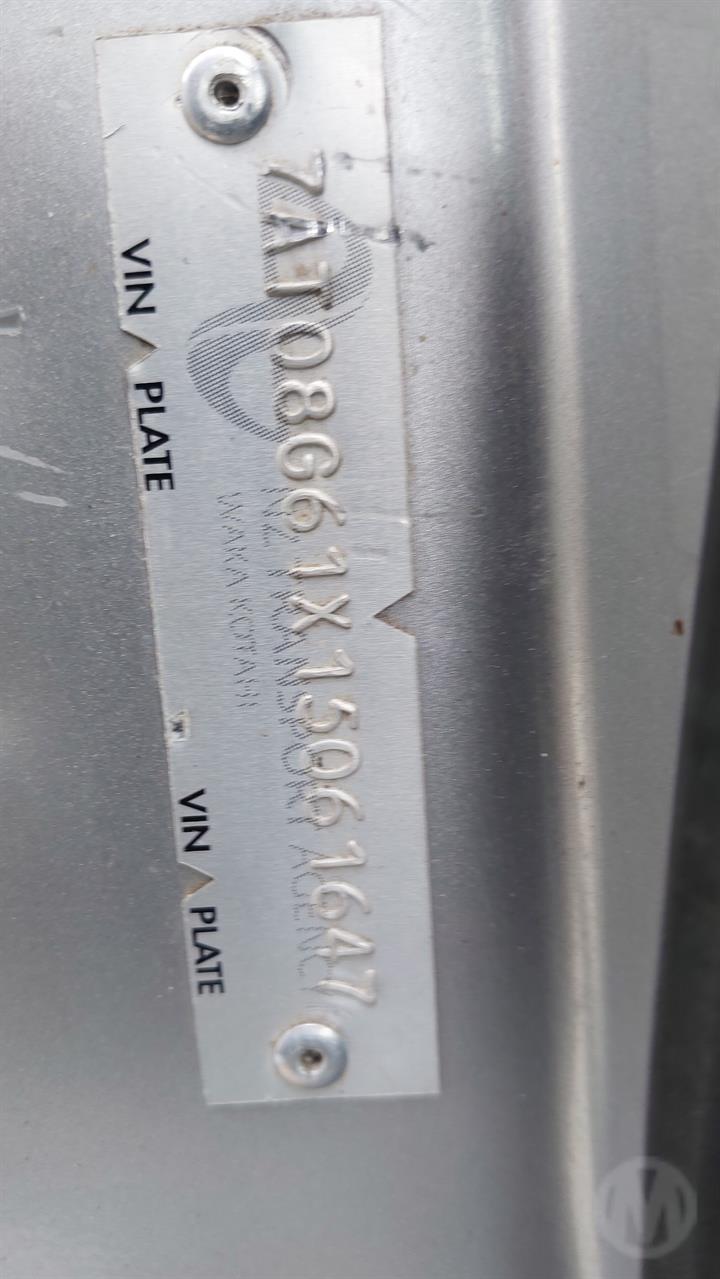 7AT08G61X15061647
NZ TRANSPORT AGENCY
WAKA KOTAHI
VIN PLATE VIN PLATE
M